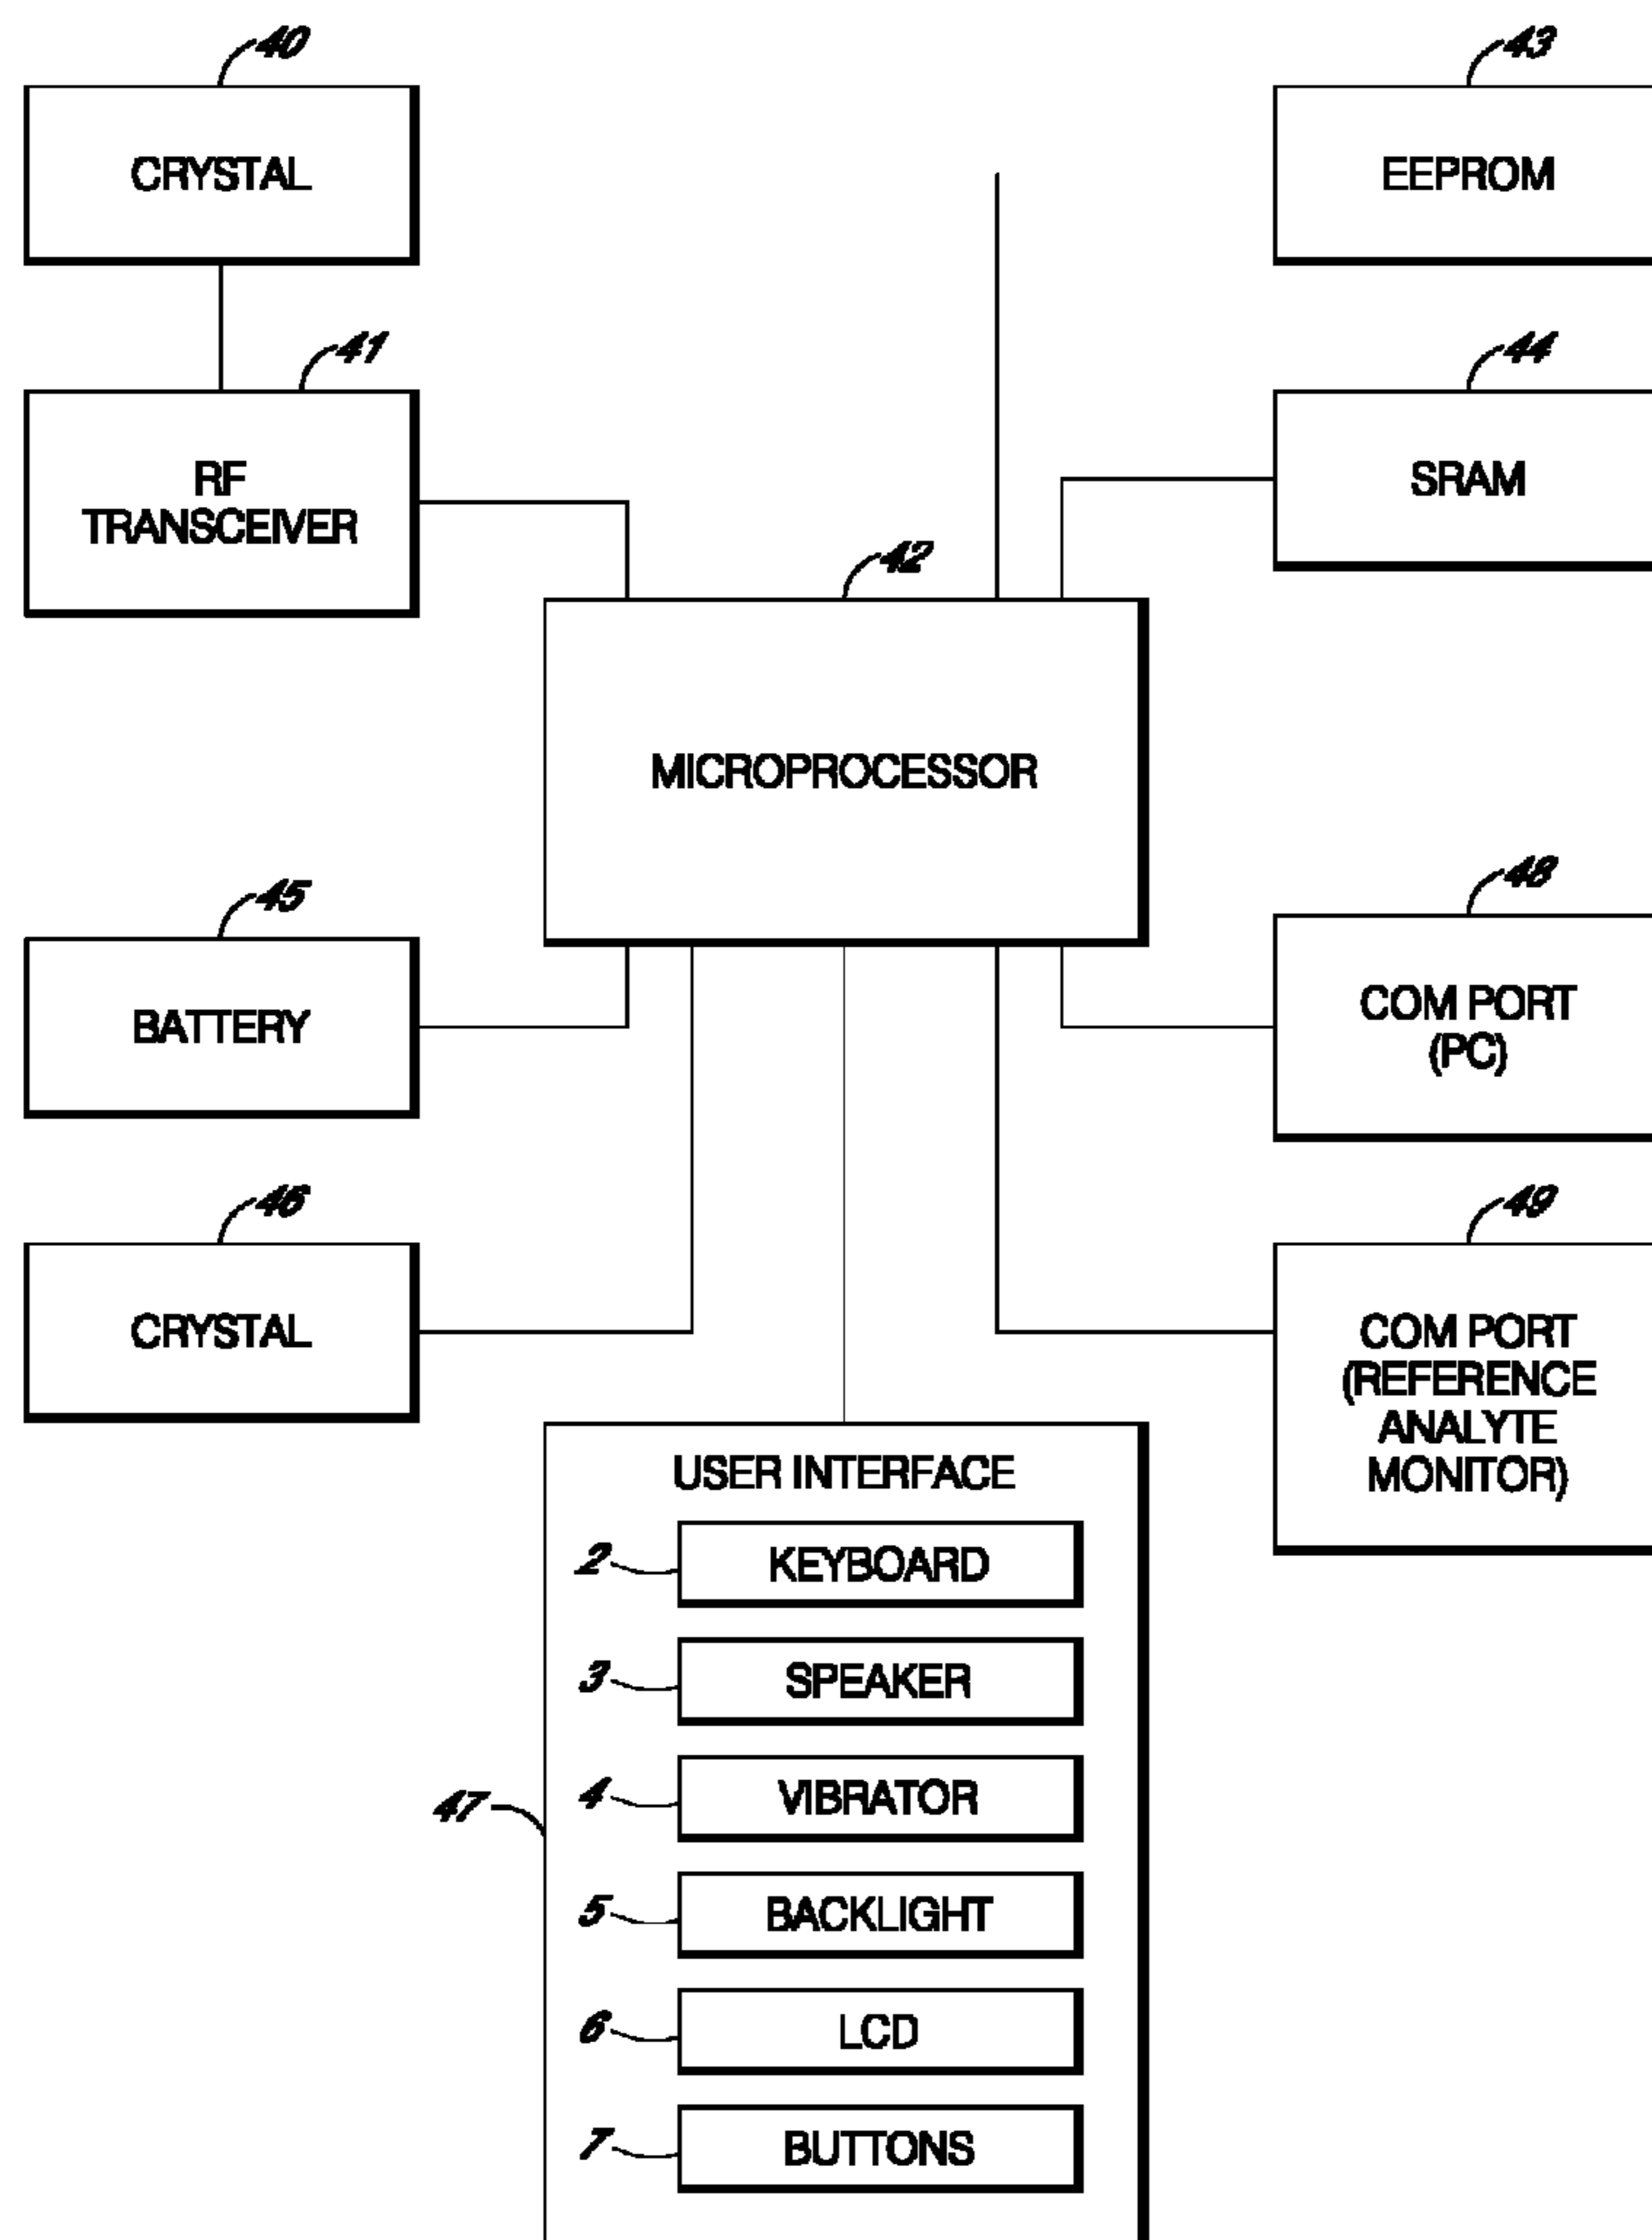 40
CRYSTAL
43
EEPROM
41
RF
TRANSCEIVER
44
SRAM
42
MICROPROCESSOR
45
BATTERY
48
COM PORT
(PC)
46
CRYSTAL
49
COM PORT
(REFERENCE
ANALYTE
MONITOR)
47
USER INTERFACE
2
KEYBOARD
3
SPEAKER
4
VIBRATOR
5
BACKLIGHT
6
LCD
7
BUTTONS